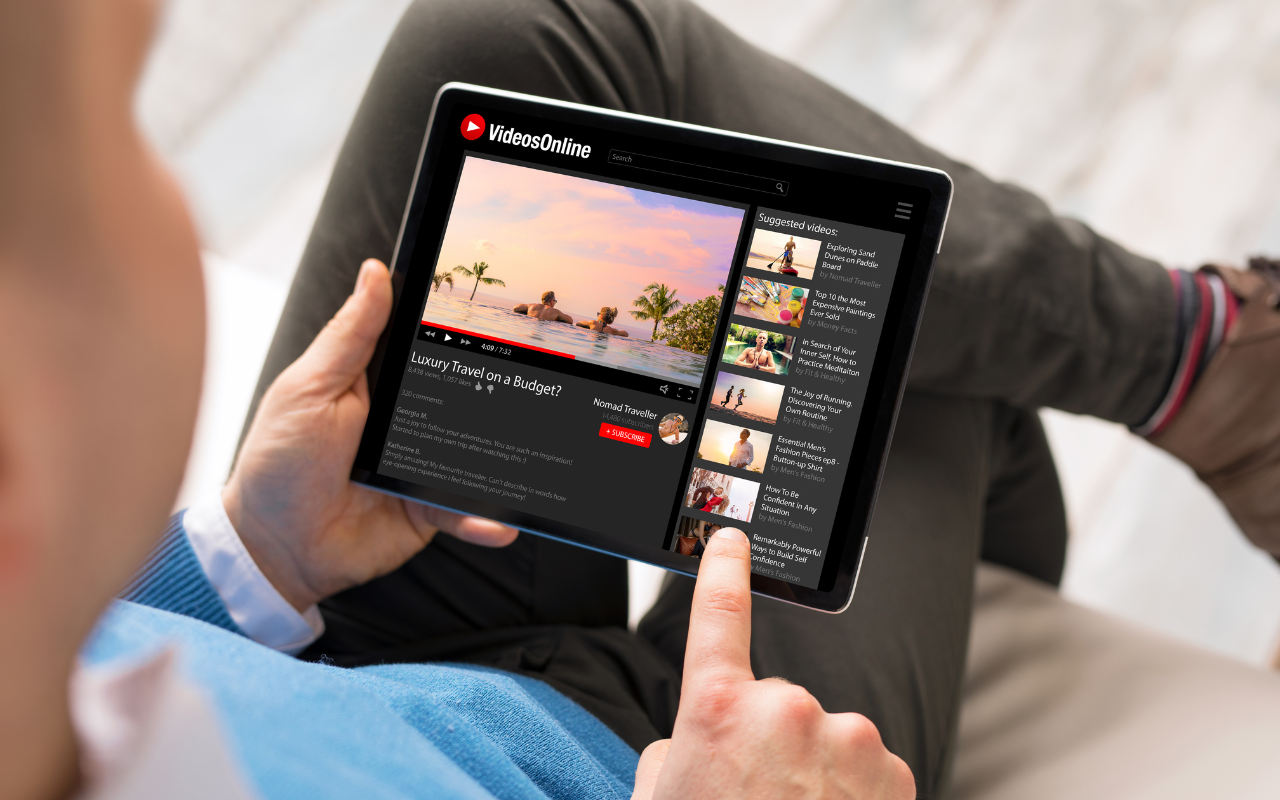 VideosOnline
Search
4:09 / 7:32
Luxury Travel on a Budget?
8,438 views, 1,057 likes
Nomad Traveller
subscribers
+ SUBSCRIBE
320 comments:
Georgia M.
Just a joy to follow your adventures. You are such an inspiration!
Started to plan my own trip after watching this :)
Katherine B.
Simply amazing! My favourite traveller. Can't describe in words how
eye-opening experience I feel following your journey!
Suggested videos:
Exploring Sand
Dunes on Paddle
Board
by Nomad Traveller
Top 10 the Most
Expensive Paintings
Ever Sold
by Money Facts
In Search of Your
Inner Self, How to
Practice Meditaiton
by Fit & Healthy
The Joy of Running.
Discovering Your
Own Routine
by Fit & Healthy
Essential Men's
Fashion Pieces ep8 -
Button-up Shirt
by Men's Fashion
How To Be
Confident in Any
Situation
by Men's Fashion
Remarkably Powerful
Ways to Build Self
Confidence
by Men's Fashion